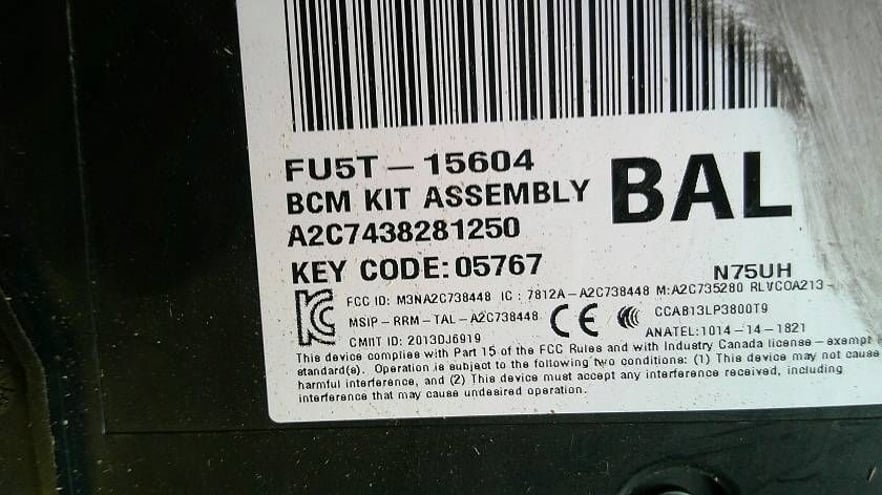 FU5T-15604
BAL
BCM KIT ASSEMBLY
A2C7438281250
KEY CODE: 05767
N75UH
FCC ID: M3NA2C738448 IC: 7812A-A2C738448 M:A2C735280 RLVCOA213-
MSIP-RRM-TAL-A2C738448 CE CCAB13LP3800T9
CMIIT ID: 2013DJ6919 ANATEL:1014-14-1821
This device complies with Part 15 of the FCC Rules and with Industry Canada license-exempt
standard(s). Operation is subject to the following two conditions: (1) This device may not cause
harmful interference, and (2) This device must accept any interference received, including
interference that may cause undesired operation.